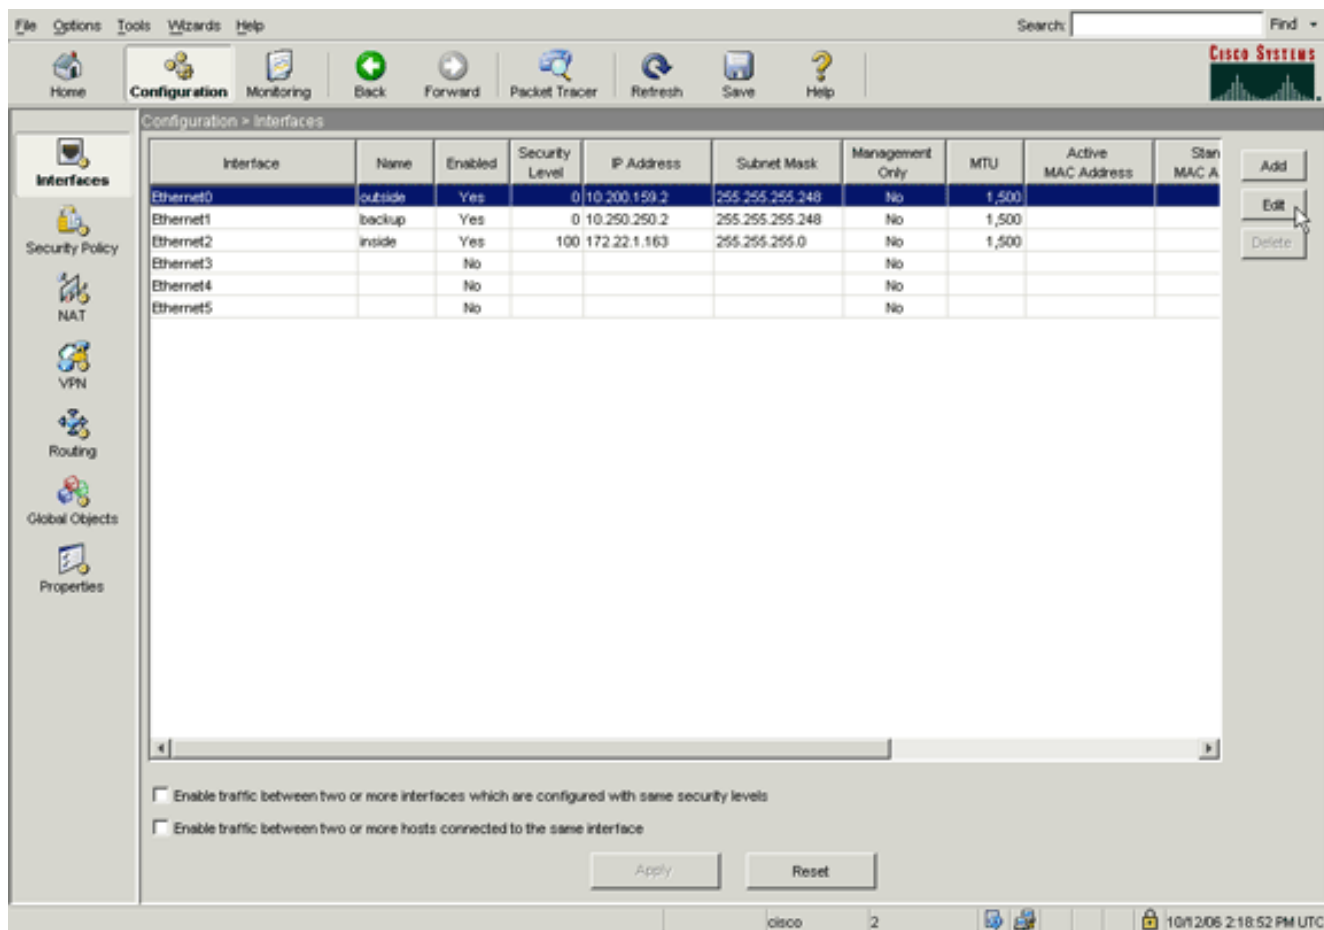 File Options Tools Wizards Help Search: Find
Home Configuration Monitoring Back Forward Packet Tracer Refresh Save Help CISCO SYSTEMS
Configuration > Interfaces
Interfaces
Security Policy
NAT
VPN
Routing
Global Objects
Properties
Interface Name Enabled Security Level IP Address Subnet Mask Management Only MTU Active MAC Address Stan MAC A
Ethernet0 outside Yes 0 10.200.159.2 255.255.255.248 No 1,500
Ethernet1 backup Yes 0 10.250.250.2 255.255.255.248 No 1,500
Ethernet2 inside Yes 100 172.22.1.163 255.255.255.0 No 1,500
Ethernet3 No No
Ethernet4 No No
Ethernet5 No No
Add
Edit
Delete
Enable traffic between two or more interfaces which are configured with same security levels
Enable traffic between two or more hosts connected to the same interface
Apply Reset
cisco 2 10/12/06 2:18:52 PM UTC